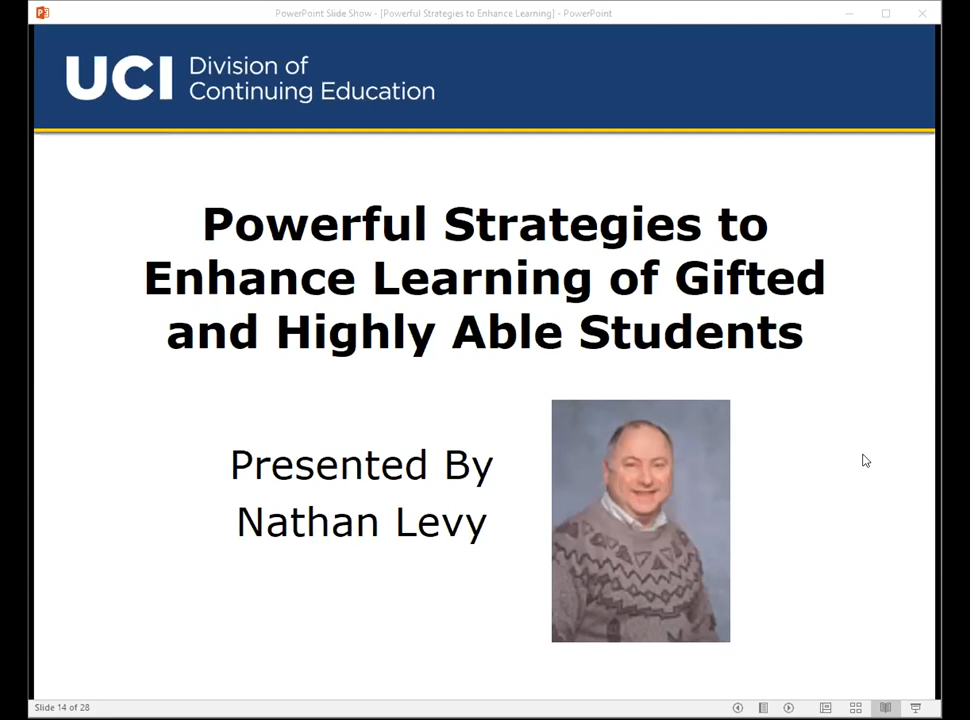 PowerPoint Slide Show - [Powerful Strategies to Enhance Learning] - PowerPoint
UCI Division of
Continuing Education
Powerful Strategies to
Enhance Learning of Gifted
and Highly Able Students
Presented By
Nathan Levy
Slide 14 of 28